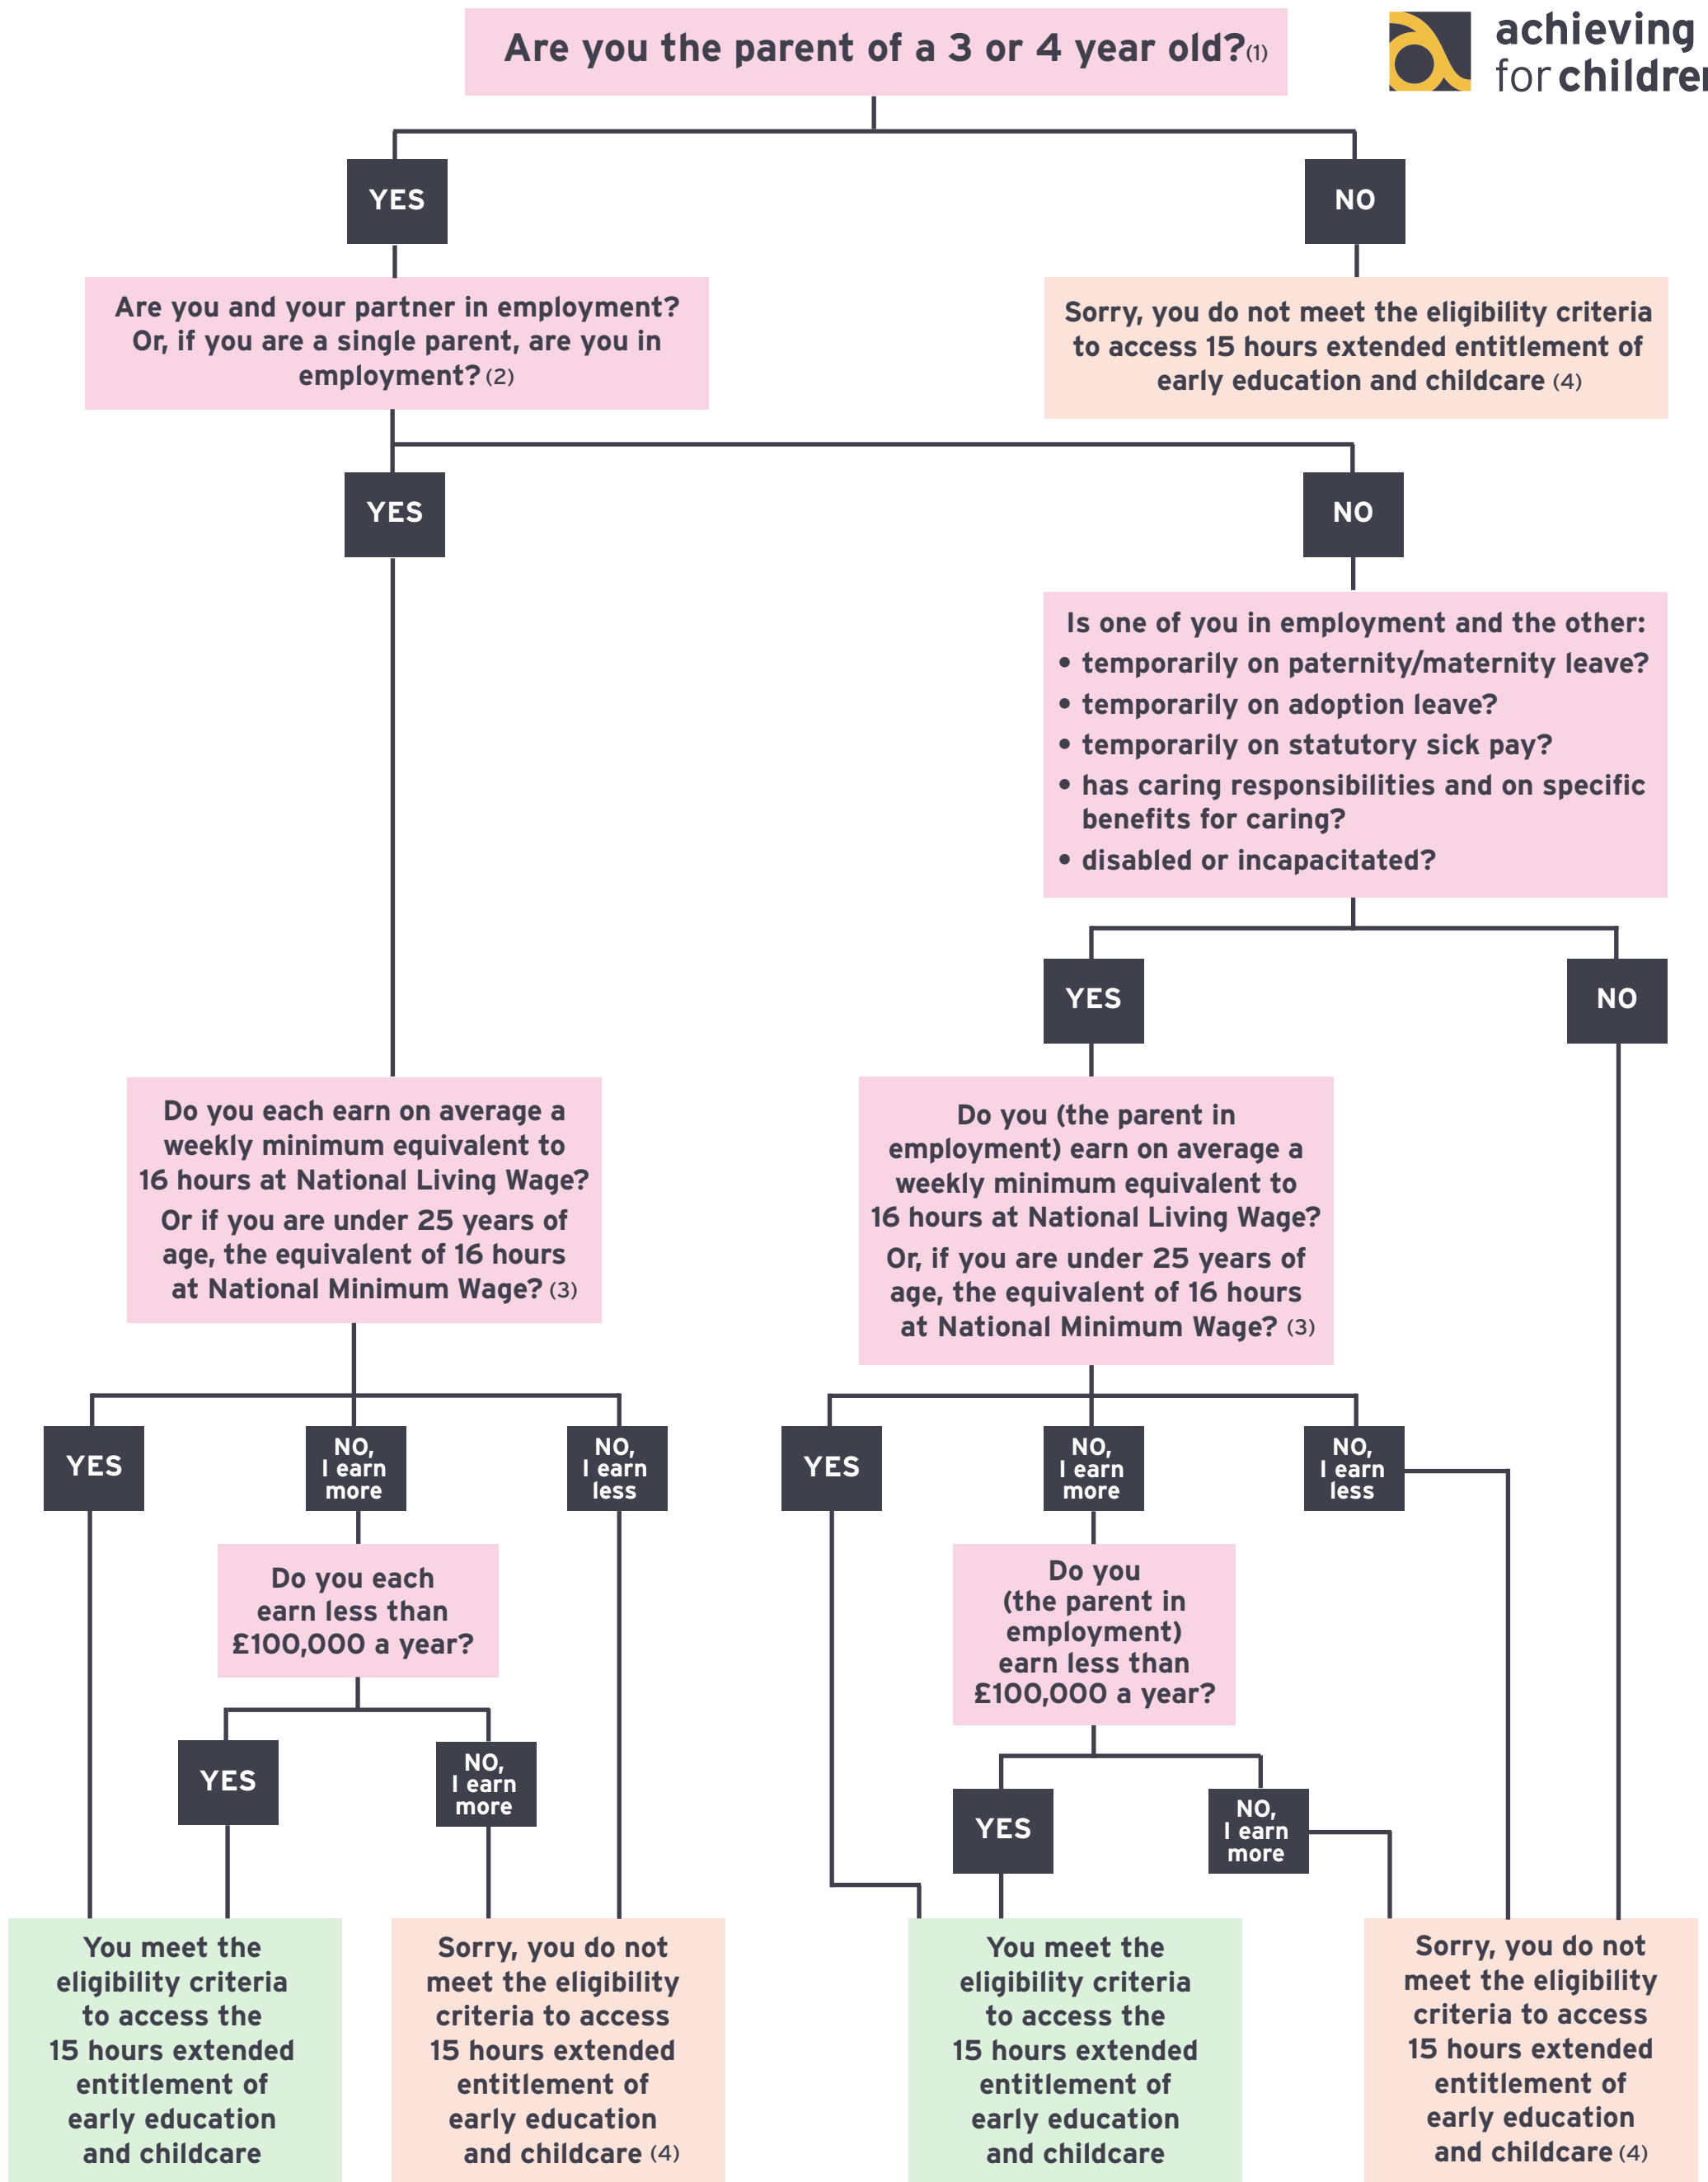 Are you the parent of a 3 or 4 year old?(1)
achieving
for children
YES
NO
Are you and your partner in employment?
Or, if you are a single parent, are you in
employment? (2)
Sorry, you do not meet the eligibility criteria
to access 15 hours extended entitlement of
early education and childcare (4)
YES
NO
Is one of you in employment and the other:
• temporarily on paternity/maternity leave?
• temporarily on adoption leave?
• temporarily on statutory sick pay?
• has caring responsibilities and on specific
benefits for caring?
• disabled or incapacitated?
YES
NO
Do you each earn on average a
weekly minimum equivalent to
16 hours at National Living Wage?
Or if you are under 25 years of
age, the equivalent of 16 hours
at National Minimum Wage? (3)
Do you (the parent in
employment) earn on average a
weekly minimum equivalent to
16 hours at National Living Wage?
Or, if you are under 25 years of
age, the equivalent of 16 hours
at National Minimum Wage? (3)
YES
NO,
I earn
more
NO,
I earn
less
YES
NO,
I earn
more
NO,
I earn
less
Do you each
earn less than
£100,000 a year?
Do you
(the parent in
employment)
earn less than
£100,000 a year?
YES
NO,
I earn
more
YES
NO,
I earn
more
You meet the
eligibility criteria
to access the
15 hours extended
entitlement of
early education
and childcare
Sorry, you do not
meet the eligibility
criteria to access
15 hours extended
entitlement of
early education
and childcare (4)
You meet the
eligibility criteria
to access the
15 hours extended
entitlement of
early education
and childcare
Sorry, you do not
meet the eligibility
criteria to access
15 hours extended
entitlement of
early education
and childcare (4)